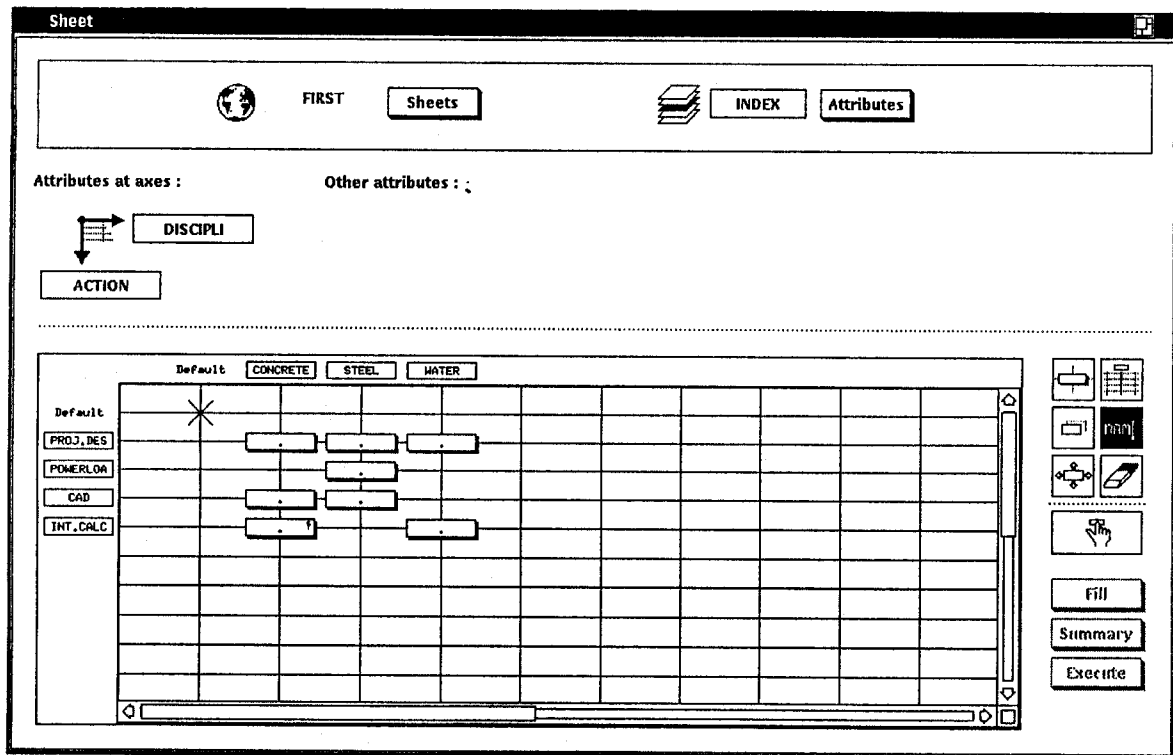 Sheet
FIRST
Sheets
INDEX
Attributes
Attributes at axes :
Other attributes :
DISCIPLI
ACTION
Default
CONCRETE
STEEL
WATER
Default
PROJ.DES
POWERLOA
CAD
INT.CALC
Fill
Summary
Execute